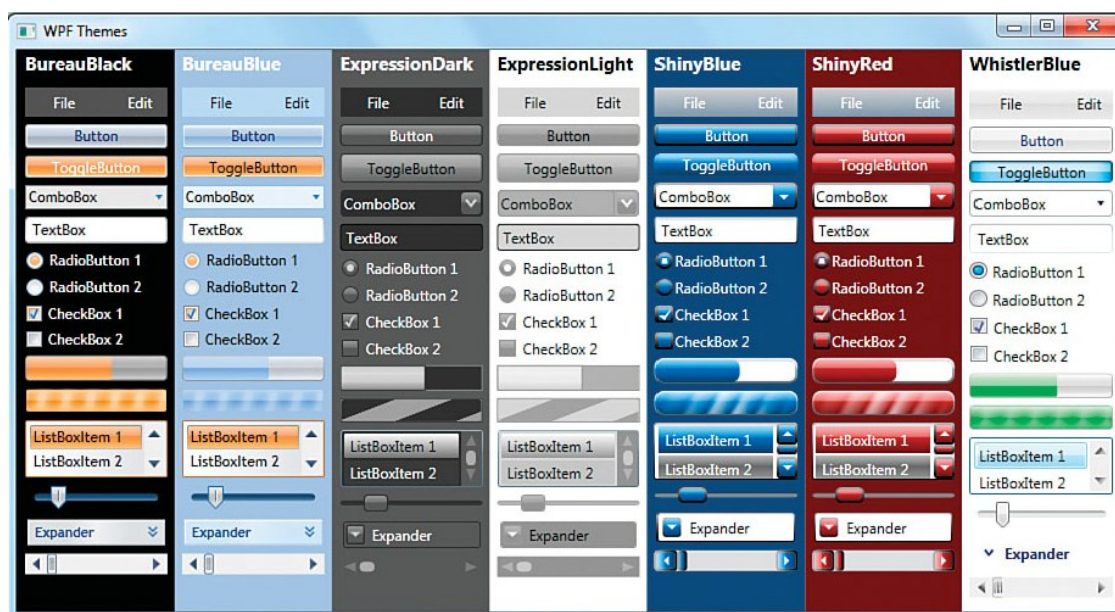 WPF Themes
BureauBlack BureauBlue ExpressionDark ExpressionLight ShinyBlue ShinyRed WhistlerBlue
File Edit File Edit File Edit File Edit File Edit File Edit File Edit
Button Button Button Button Button Button Button
ToggleButton ToggleButton ToggleButton ToggleButton ToggleButton ToggleButton ToggleButton
ComboBox ComboBox ComboBox ComboBox ComboBox ComboBox ComboBox
TextBox TextBox TextBox TextBox TextBox TextBox TextBox
RadioButton 1 RadioButton 1 RadioButton 1 RadioButton 1 RadioButton 1 RadioButton 1 RadioButton 1
RadioButton 2 RadioButton 2 RadioButton 2 RadioButton 2 RadioButton 2 RadioButton 2 RadioButton 2
CheckBox 1 CheckBox 1 CheckBox 1 CheckBox 1 CheckBox 1 CheckBox 1 CheckBox 1
CheckBox 2 CheckBox 2 CheckBox 2 CheckBox 2 CheckBox 2 CheckBox 2 CheckBox 2
ListBoxItem 1 ListBoxItem 1 ListBoxItem 1 ListBoxItem 1 ListBoxItem 1 ListBoxItem 1 ListBoxItem 1
ListBoxItem 2 ListBoxItem 2 ListBoxItem 2 ListBoxItem 2 ListBoxItem 2 ListBoxItem 2 ListBoxItem 2
Expander Expander Expander Expander Expander Expander Expander